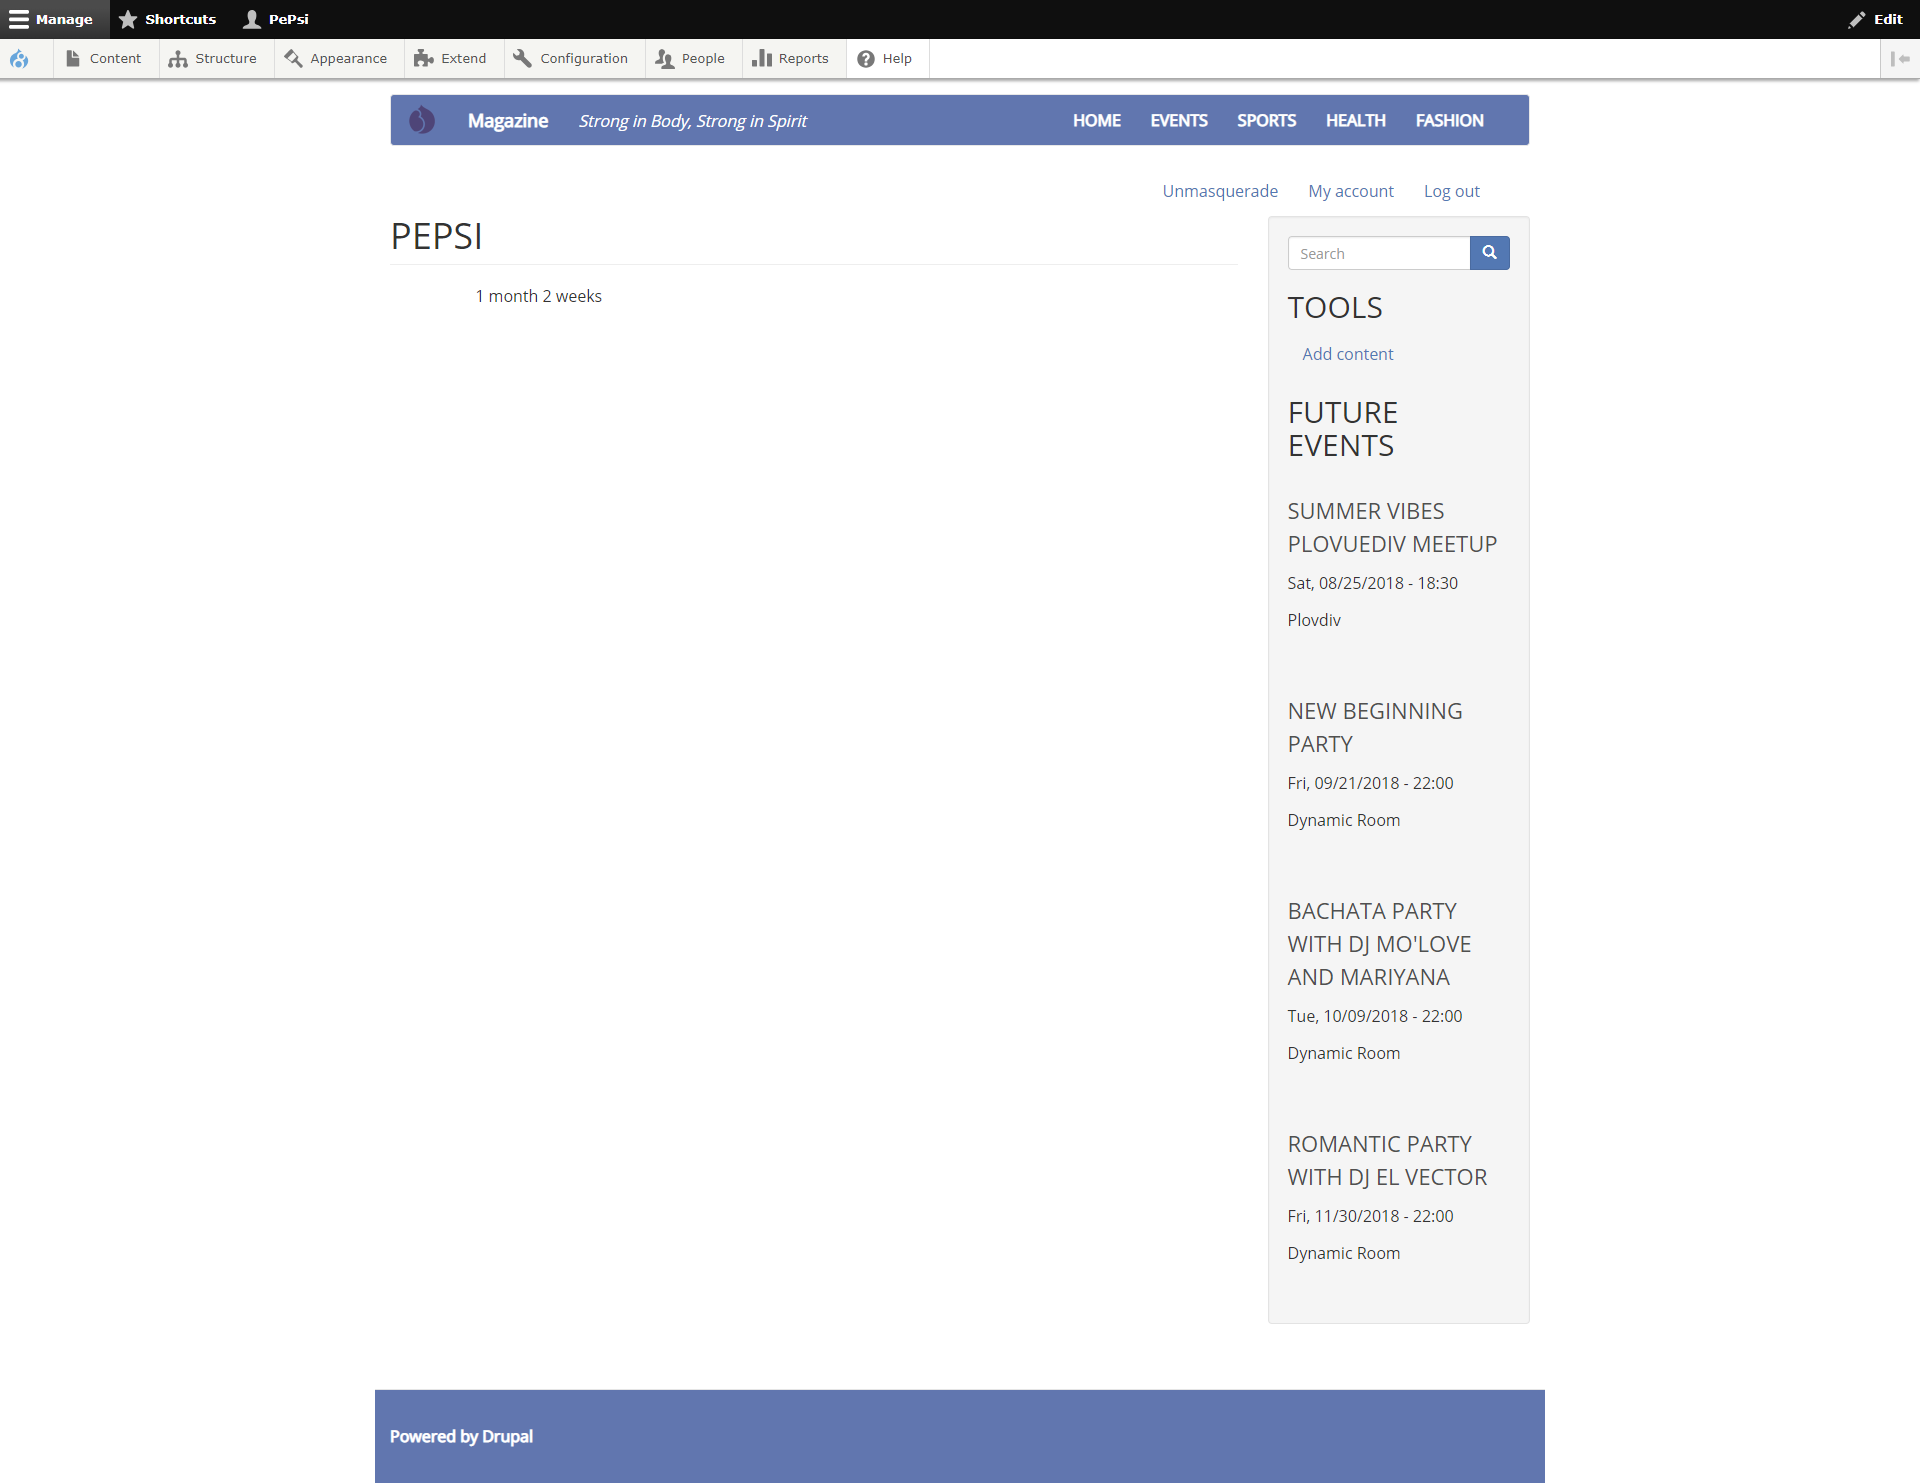 Manage Shortcuts PePsi Edit
Content Structure Appearance Extend Configuration People Reports Help
Magazine Strong in Body, Strong in Spirit HOME EVENTS SPORTS HEALTH FASHION
Unmasquerade My account Log out
PEPSI
1 month 2 weeks
Search
TOOLS
Add content
FUTURE
EVENTS
SUMMER VIBES
PLOVUEDIV MEETUP
Sat, 08/25/2018 - 18:30
Plovdiv
NEW BEGINNING
PARTY
Fri, 09/21/2018 - 22:00
Dynamic Room
BACHATA PARTY
WITH DJ MO'LOVE
AND MARIYANA
Tue, 10/09/2018 - 22:00
Dynamic Room
ROMANTIC PARTY
WITH DJ EL VECTOR
Fri, 11/30/2018 - 22:00
Dynamic Room
Powered by Drupal